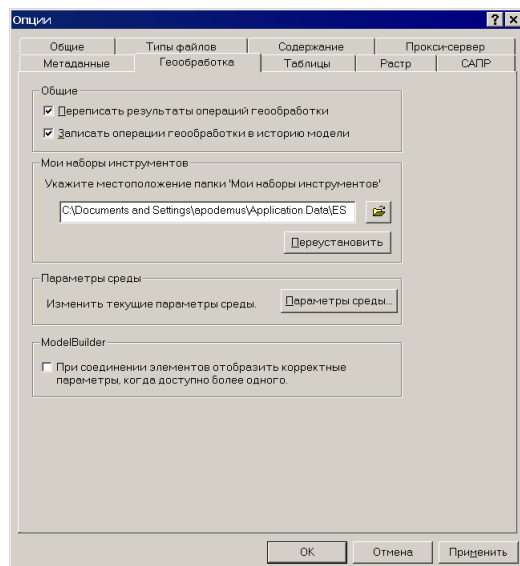 Опции
Общие
Типы файлов
Содержание
Прокси-сервер
Метаданные
Геообработка
Таблицы
Растр
САПР
Общие
Переписать результаты операций геообработки
Записать операции геообработки в историю модели
Мои наборы инструментов
Укажите местоположение папки 'Мои наборы инструментов'
C:\Documents and Settings\apodemus\Application Data\ES
Переустановить
Параметры среды
Изменить текущие параметры среды.
Параметры среды...
ModelBuilder
При соединении элементов отобразить корректные
параметры, когда доступно более одного.
OK
Отмена
Применить